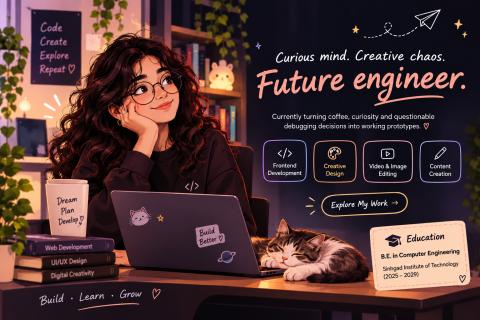 Code
Create
Explore
Repeat ♡
Curious mind. Creative chaos.
Future engineer.
Currently turning coffee, curiosity and questionable
debugging decisions into working prototypes. ♡
</>
Frontend
Development
Creative
Design
Video & Image
Editing
Content
Creation
Explore My Work →
</>
Dream
Plan
Develop
Build
Better ♡
Web Development
UI/UX Design
Digital Creativity
Build · Learn · Grow ♡
Education
B.E. in Computer Engineering
Sinhgad Institute of Technology
(2025 - 2029)